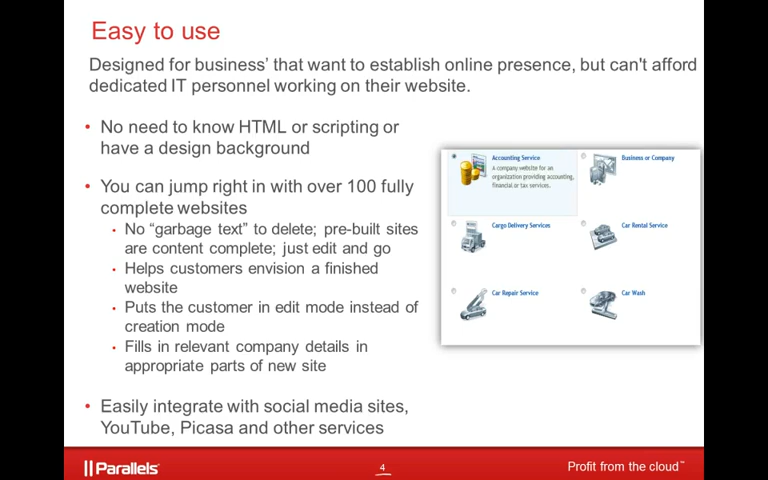 Easy to use
Designed for business’ that want to establish online presence, but can't afford
dedicated IT personnel working on their website.
• No need to know HTML or scripting or
have a design background
• You can jump right in with over 100 fully
complete websites
• No “garbage text” to delete; pre-built sites
are content complete; just edit and go
• Helps customers envision a finished
website
• Puts the customer in edit mode instead of
creation mode
• Fills in relevant company details in
appropriate parts of new site
• Easily integrate with social media sites,
YouTube, Picasa and other services
Accounting Service
A company website for an
organization providing accounting,
financial or tax services.
Business or Company
Cargo Delivery Services
Car Rental Service
Car Repair Service
Car Wash
Parallels
4
Profit from the cloud™